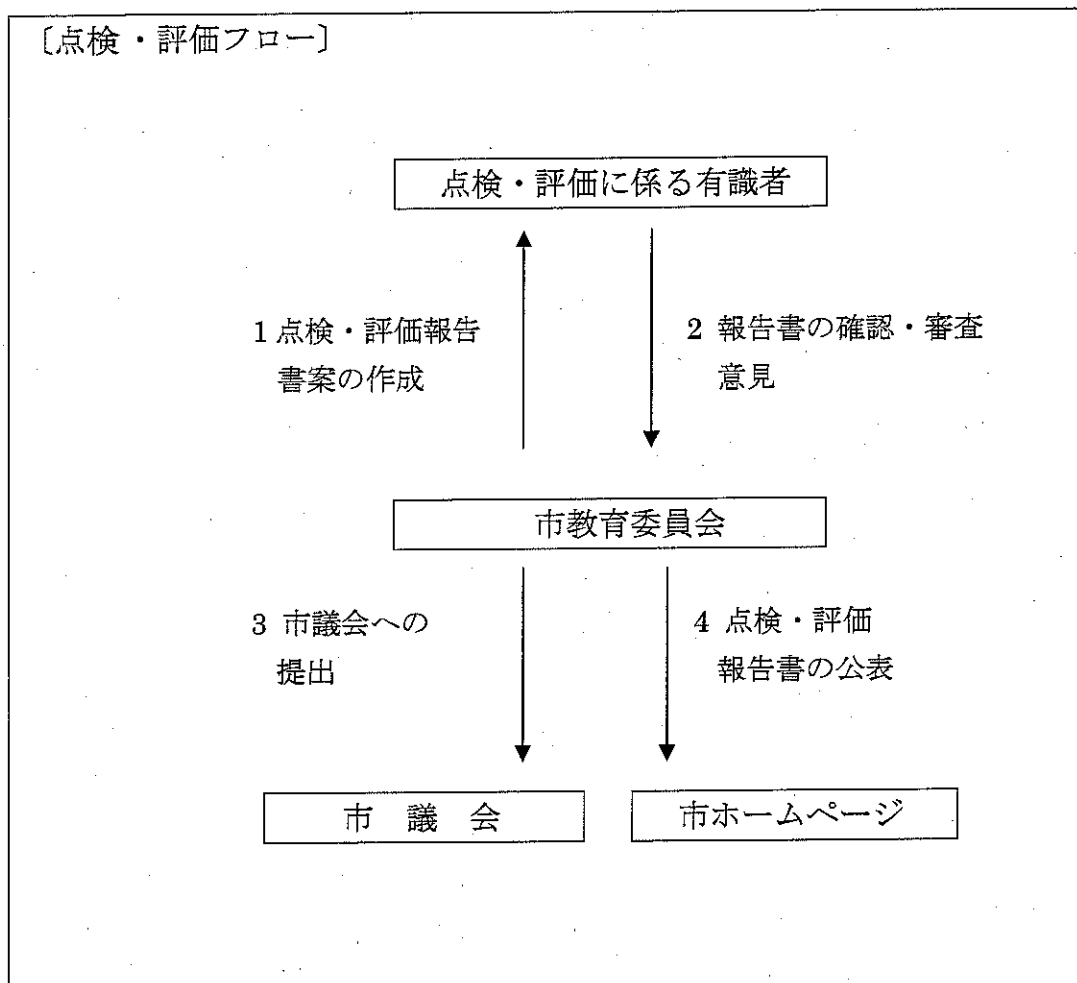 〔点検・評価フロー〕
点検・評価に係る有識者
1 点検・評価報告
書案の作成
2 報告書の確認・審査
意見
市教育委員会
3 市議会への
提出
4 点検・評価
報告書の公表
市 議 会
市ホームページ